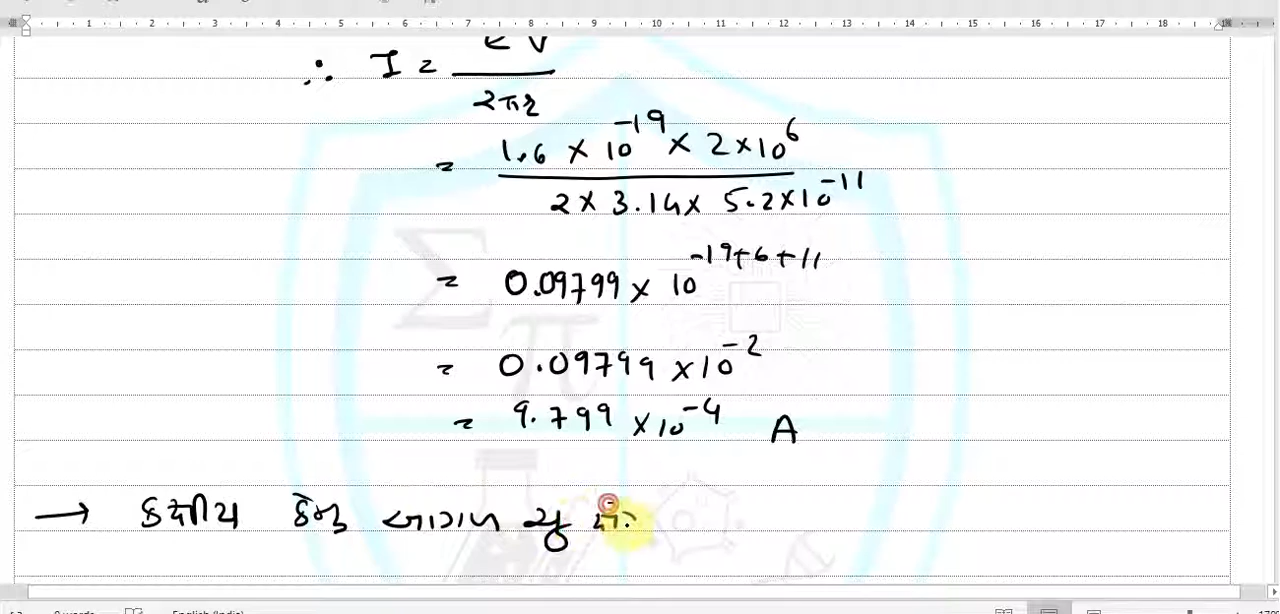 ∴ I = eV
2πr
= 1.6 × 10^-19 × 2×10^6
2 × 3.14 × 5.2×10^-11
= 0.09799 × 10^-19+6+11
= 0.09799 × 10^-2
= 9.799 × 10^-4 A
→ કક્ષીય કેન્દ્ર આગળ ચું